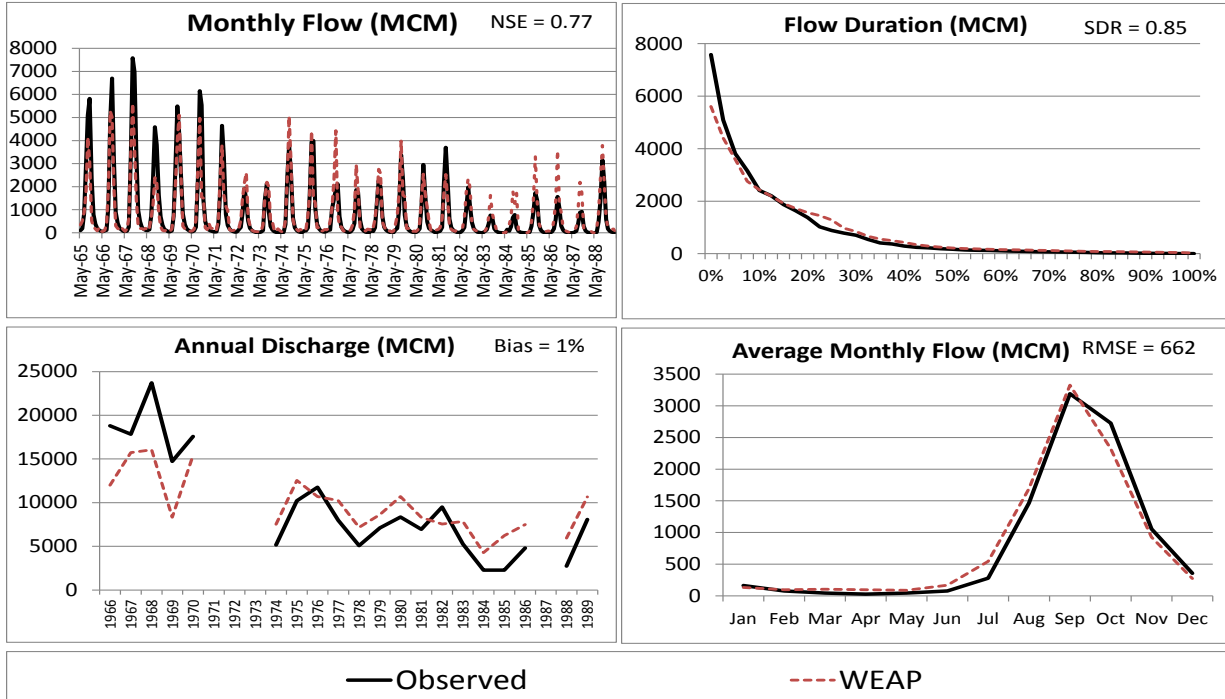 Monthly Flow (MCM) NSE = 0.77
8000
7000
6000
5000
4000
3000
2000
1000
0
May-65
May-66
May-67
May-68
May-69
May-70
May-71
May-72
May-73
May-74
May-75
May-76
May-77
May-78
May-79
May-80
May-81
May-82
May-83
May-84
May-85
May-86
May-87
May-88
Flow Duration (MCM) SDR = 0.85
8000
6000
4000
2000
0
0% 10% 20% 30% 40% 50% 60% 70% 80% 90% 100%
Annual Discharge (MCM) Bias = 1%
25000
20000
15000
10000
5000
0
1966
1967
1968
1969
1970
1971
1972
1973
1974
1975
1976
1977
1978
1979
1980
1981
1982
1983
1984
1985
1986
1987
1988
1989
Average Monthly Flow (MCM) RMSE = 662
3500
3000
2500
2000
1500
1000
500
0
Jan Feb Mar Apr May Jun Jul Aug Sep Oct Nov Dec
Observed WEAP